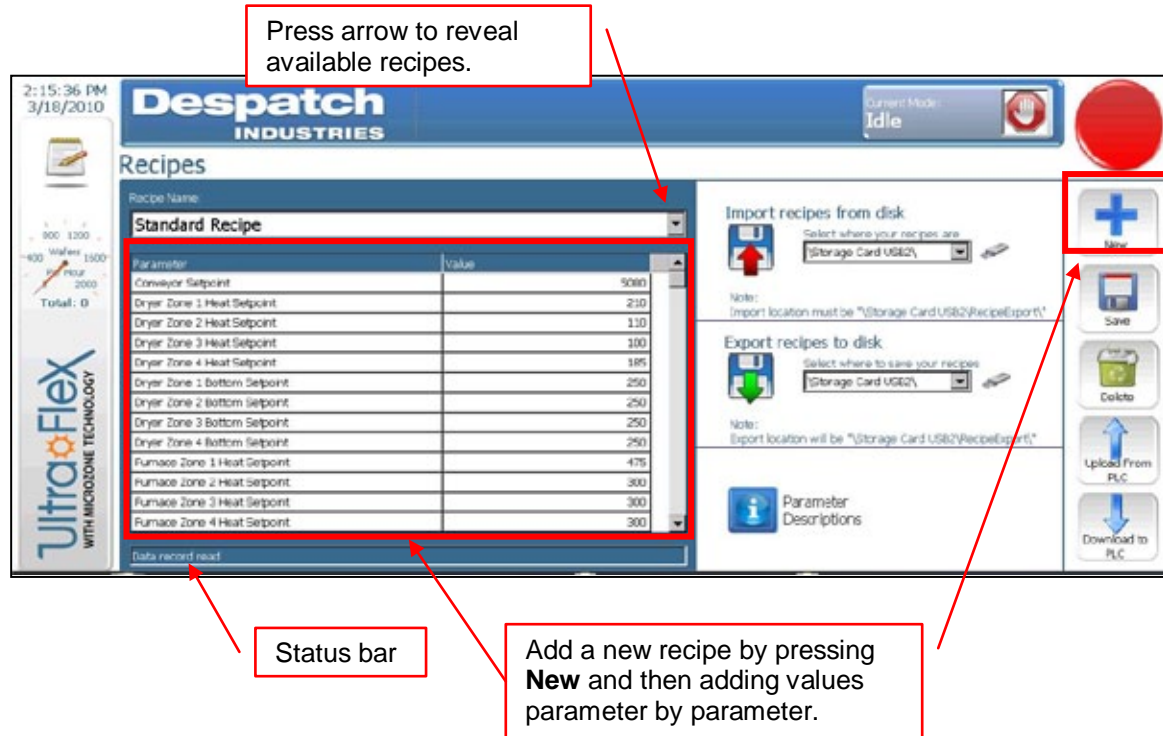 Press arrow to reveal
available recipes.
2:15:36 PM
3/18/2010
Despatch
INDUSTRIES
Current Mode:
Idle
Recipes
Recipe Name:
Standard Recipe
Parameter Value
Conveyor Setpoint 5080
Dryer Zone 1 Heat Setpoint 210
Dryer Zone 2 Heat Setpoint 110
Dryer Zone 3 Heat Setpoint 100
Dryer Zone 4 Heat Setpoint 185
Dryer Zone 1 Bottom Setpoint 250
Dryer Zone 2 Bottom Setpoint 250
Dryer Zone 3 Bottom Setpoint 250
Dryer Zone 4 Bottom Setpoint 250
Furnace Zone 1 Heat Setpoint 475
Furnace Zone 2 Heat Setpoint 300
Furnace Zone 3 Heat Setpoint 300
Furnace Zone 4 Heat Setpoint 300
Data record read
800 1200
400 Wafers 1600
Per Hour
2000
Total: 0
UltraFlex
WITH MICROZONE TECHNOLOGY
Import recipes from disk
Select where your recipes are
\Storage Card USB2\
Note:
Import location must be "\Storage Card USB2\RecipeExport\"
Export recipes to disk
Select where to save your recipes
\Storage Card USB2\
Note:
Export location will be "\Storage Card USB2\RecipeExport\"
Parameter
Descriptions
New
Save
Delete
Upload From
PLC
Download to
PLC
Status bar
Add a new recipe by pressing
New and then adding values
parameter by parameter.